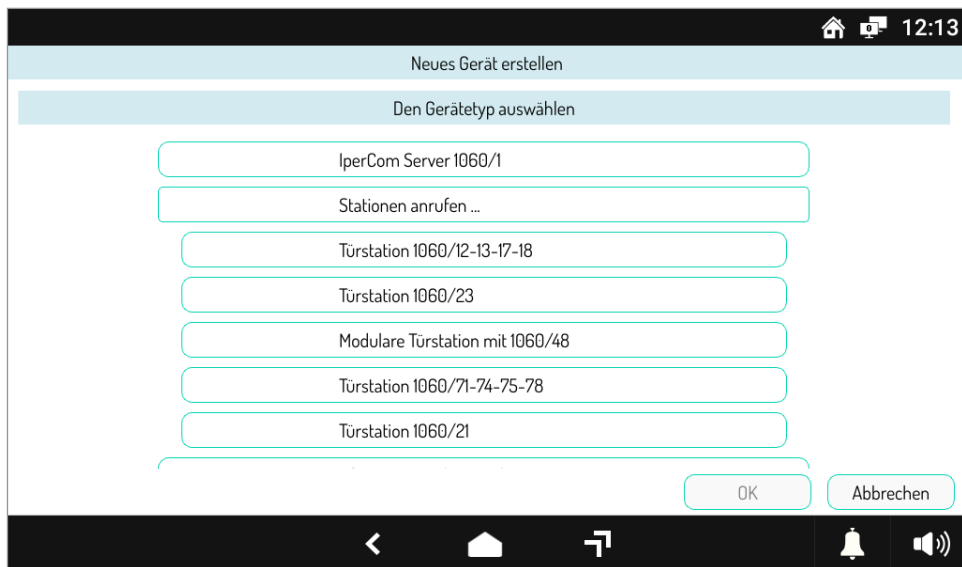 12:13
Neues Gerät erstellen
Den Gerätetyp auswählen
IperCom Server 1060/1
Stationen anrufen ...
Türstation 1060/12-13-17-18
Türstation 1060/23
Modulare Türstation mit 1060/48
Türstation 1060/71-74-75-78
Türstation 1060/21
OK
Abbrechen